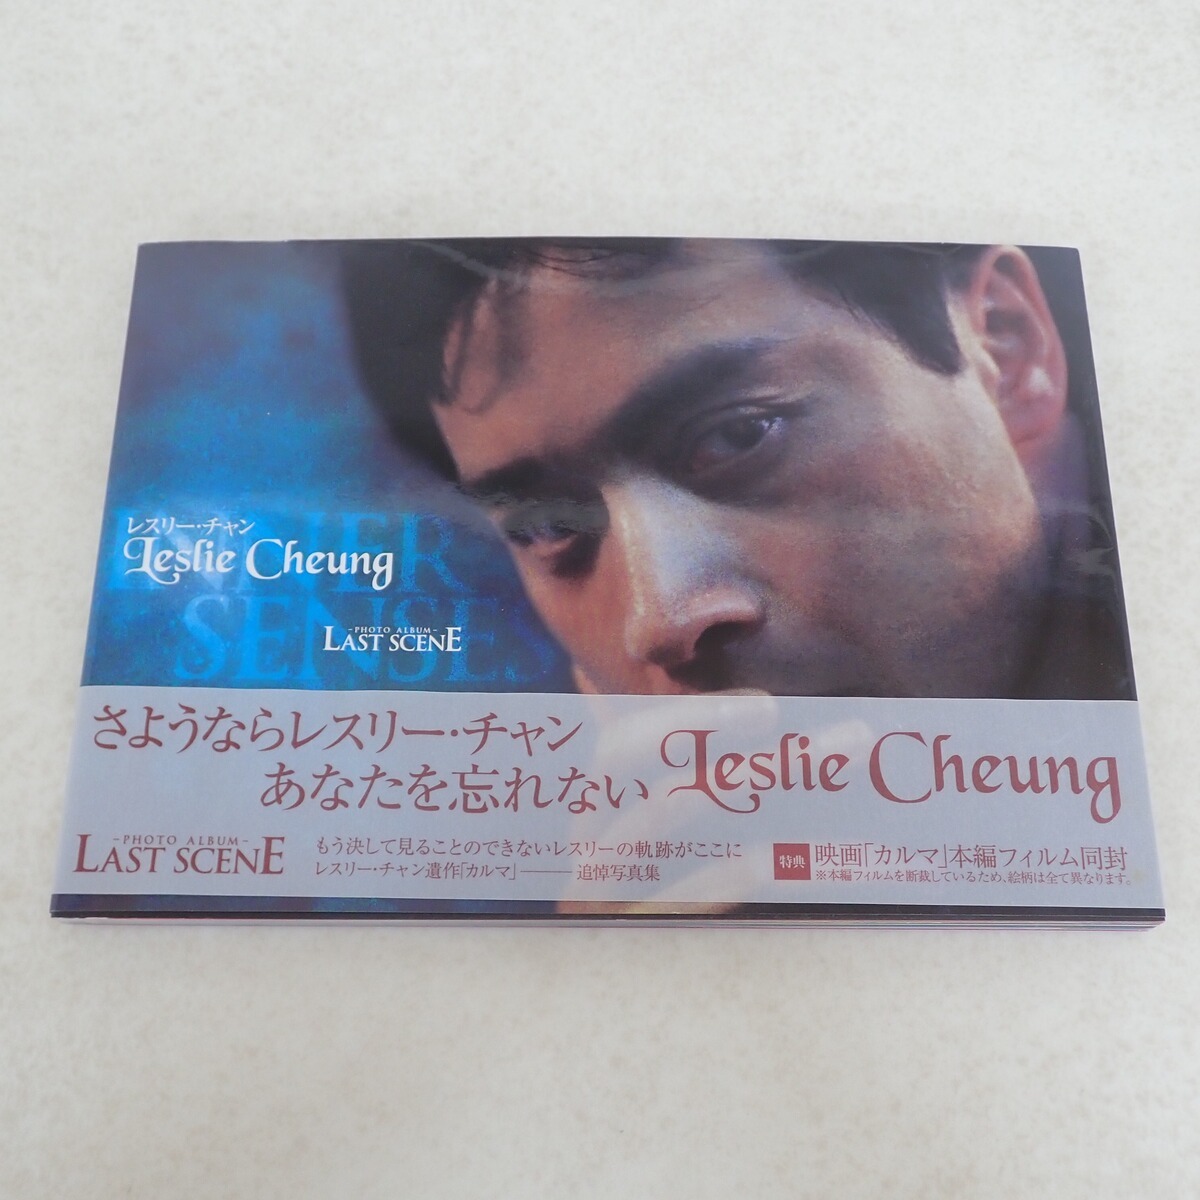 レスリー・チャン
Leslie Cheung
INNER
SENSES
-PHOTO ALBUM-
LAST SCENE
さようならレスリー・チャン
あなたを忘れない
Leslie Cheung
-PHOTO ALBUM-
LAST SCENE
もう決して見ることのできないレスリーの軌跡がここに
レスリー・チャン遺作「カルマ」———追悼写真集
特典 映画「カルマ」本編フィルム同封
※本編フィルムを断裁しているため、絵柄は全て異なります。